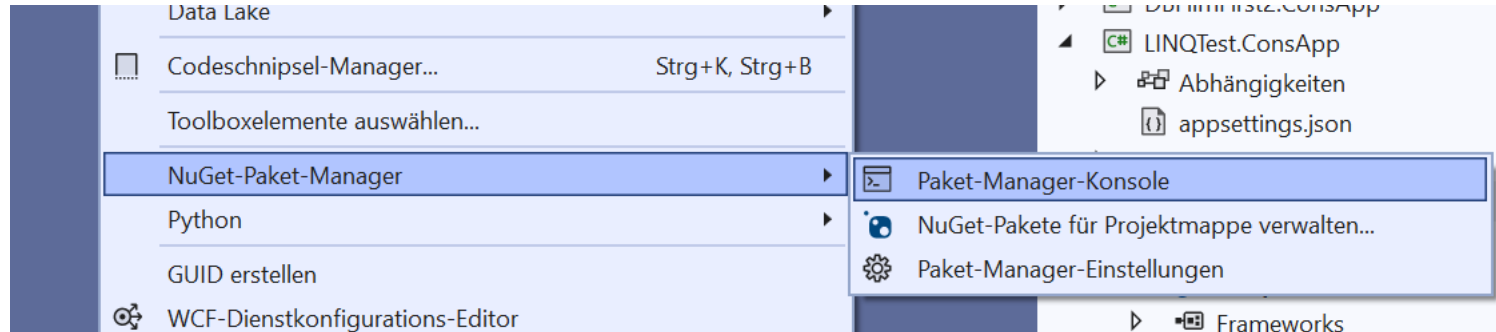 Data Lake
Codeschnipsel-Manager... Strg+K, Strg+B
Toolboxelemente auswählen...
NuGet-Paket-Manager
Python
GUID erstellen
WCF-Dienstkonfigurations-Editor
Paket-Manager-Konsole
NuGet-Pakete für Projektmappe verwalten...
Paket-Manager-Einstellungen
C# LINQTest.ConsApp
Abhängigkeiten
appsettings.json
Frameworks